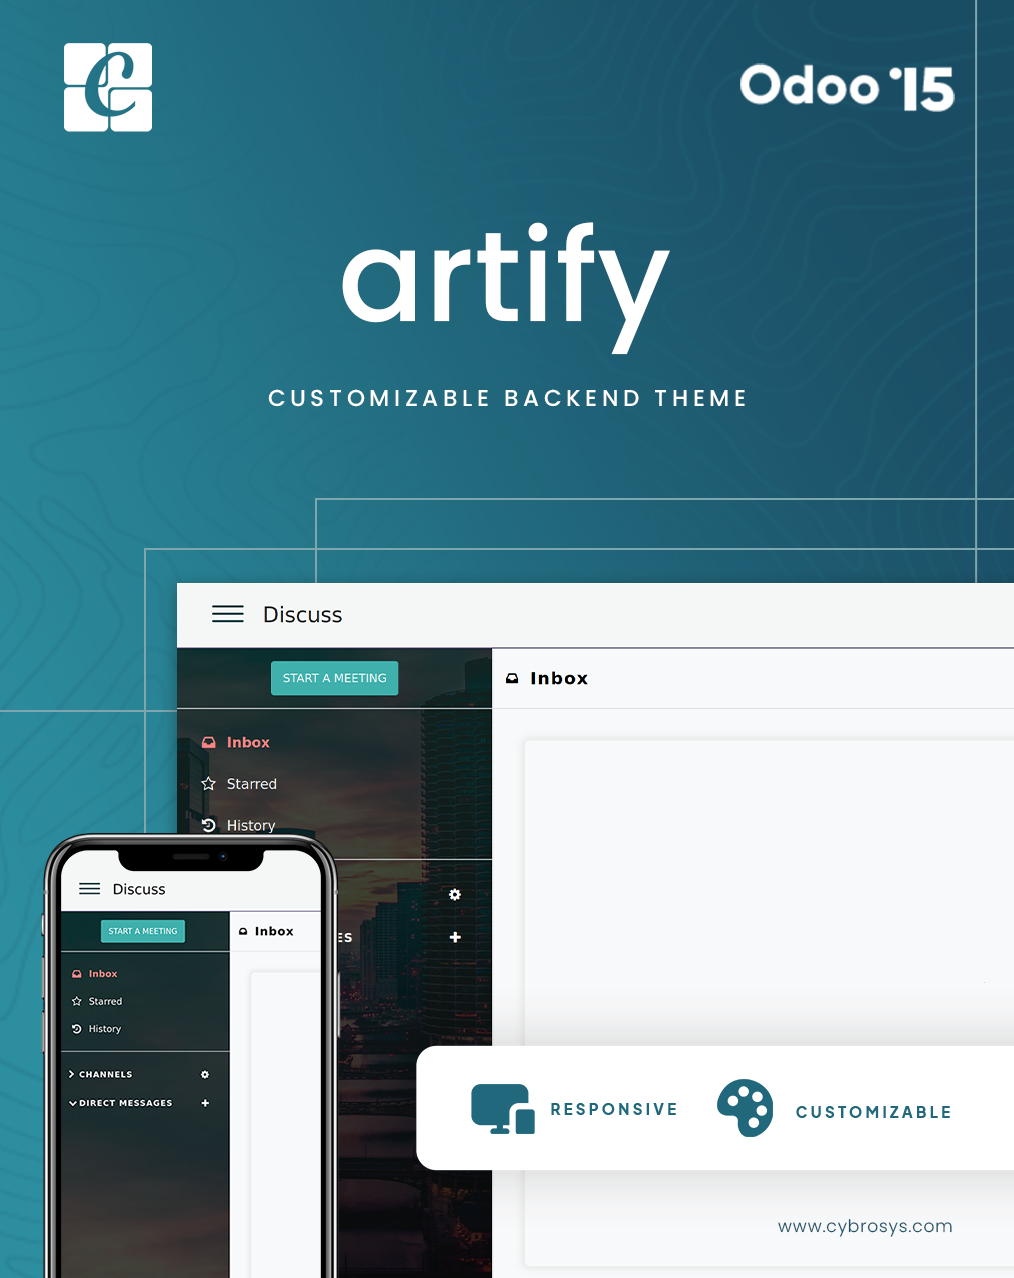 C
Odoo 15
artify
CUSTOMIZABLE BACKEND THEME
Discuss
START A MEETING
Inbox
Inbox
Starred
History
ES
Discuss
START A MEETING
Inbox
Inbox
Starred
History
CHANNELS
DIRECT MESSAGES
RESPONSIVE
CUSTOMIZABLE
www.cybrosys.com